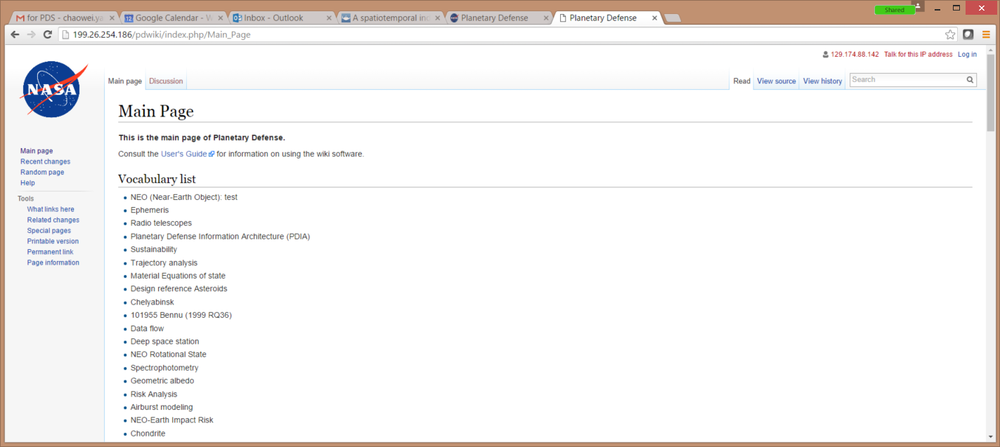 for PDS - chaowei.ya
Google Calendar - W
Inbox - Outlook
A spatiotemporal ind
Planetary Defense
Planetary Defense
Shared
199.26.254.186/pdwiki/index.php/Main_Page
129.174.88.142 Talk for this IP address Log in
NASA
Main page Discussion Read View source View history Search
Main Page
This is the main page of Planetary Defense.
Consult the User's Guide for information on using the wiki software.
Main page
Recent changes
Random page
Help
Tools
What links here
Related changes
Special pages
Printable version
Permanent link
Page information
Vocabulary list
NEO (Near-Earth Object): test
Ephemeris
Radio telescopes
Planetary Defense Information Architecture (PDIA)
Sustainability
Trajectory analysis
Material Equations of state
Design reference Asteroids
Chelyabinsk
101955 Bennu (1999 RQ36)
Data flow
Deep space station
NEO Rotational State
Spectrophotometry
Geometric albedo
Risk Analysis
Airburst modeling
NEO-Earth Impact Risk
Chondrite